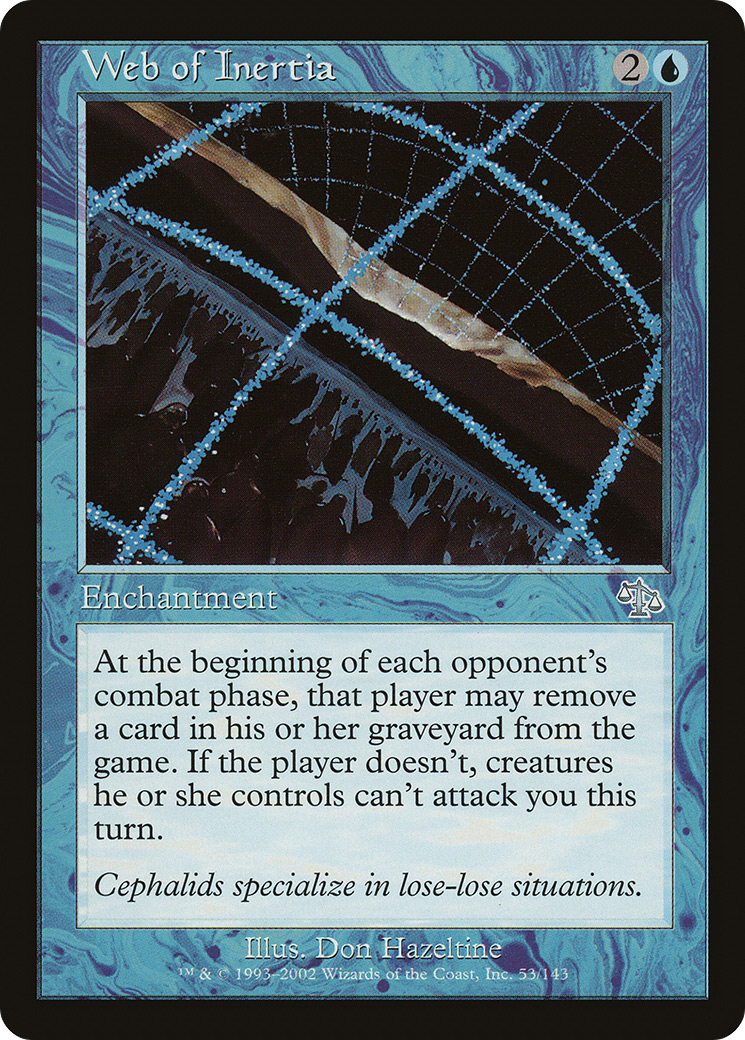 Web of Inertia
2
Enchantment
At the beginning of each opponent's
combat phase, that player may remove
a card in his or her graveyard from the
game. If the player doesn't, creatures
he or she controls can't attack you this
turn.
Cephalids specialize in lose-lose situations.
Illus. Don Hazeltine
™ & © 1993–2002 Wizards of the Coast, Inc. 53/143